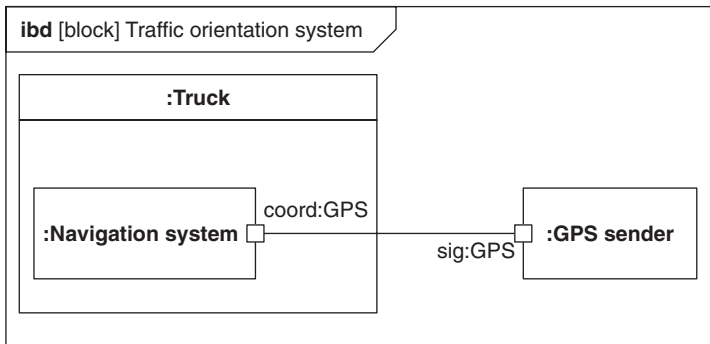 ibd [block] Traffic orientation system
:Truck
coord:GPS
:Navigation system
:GPS sender
sig:GPS